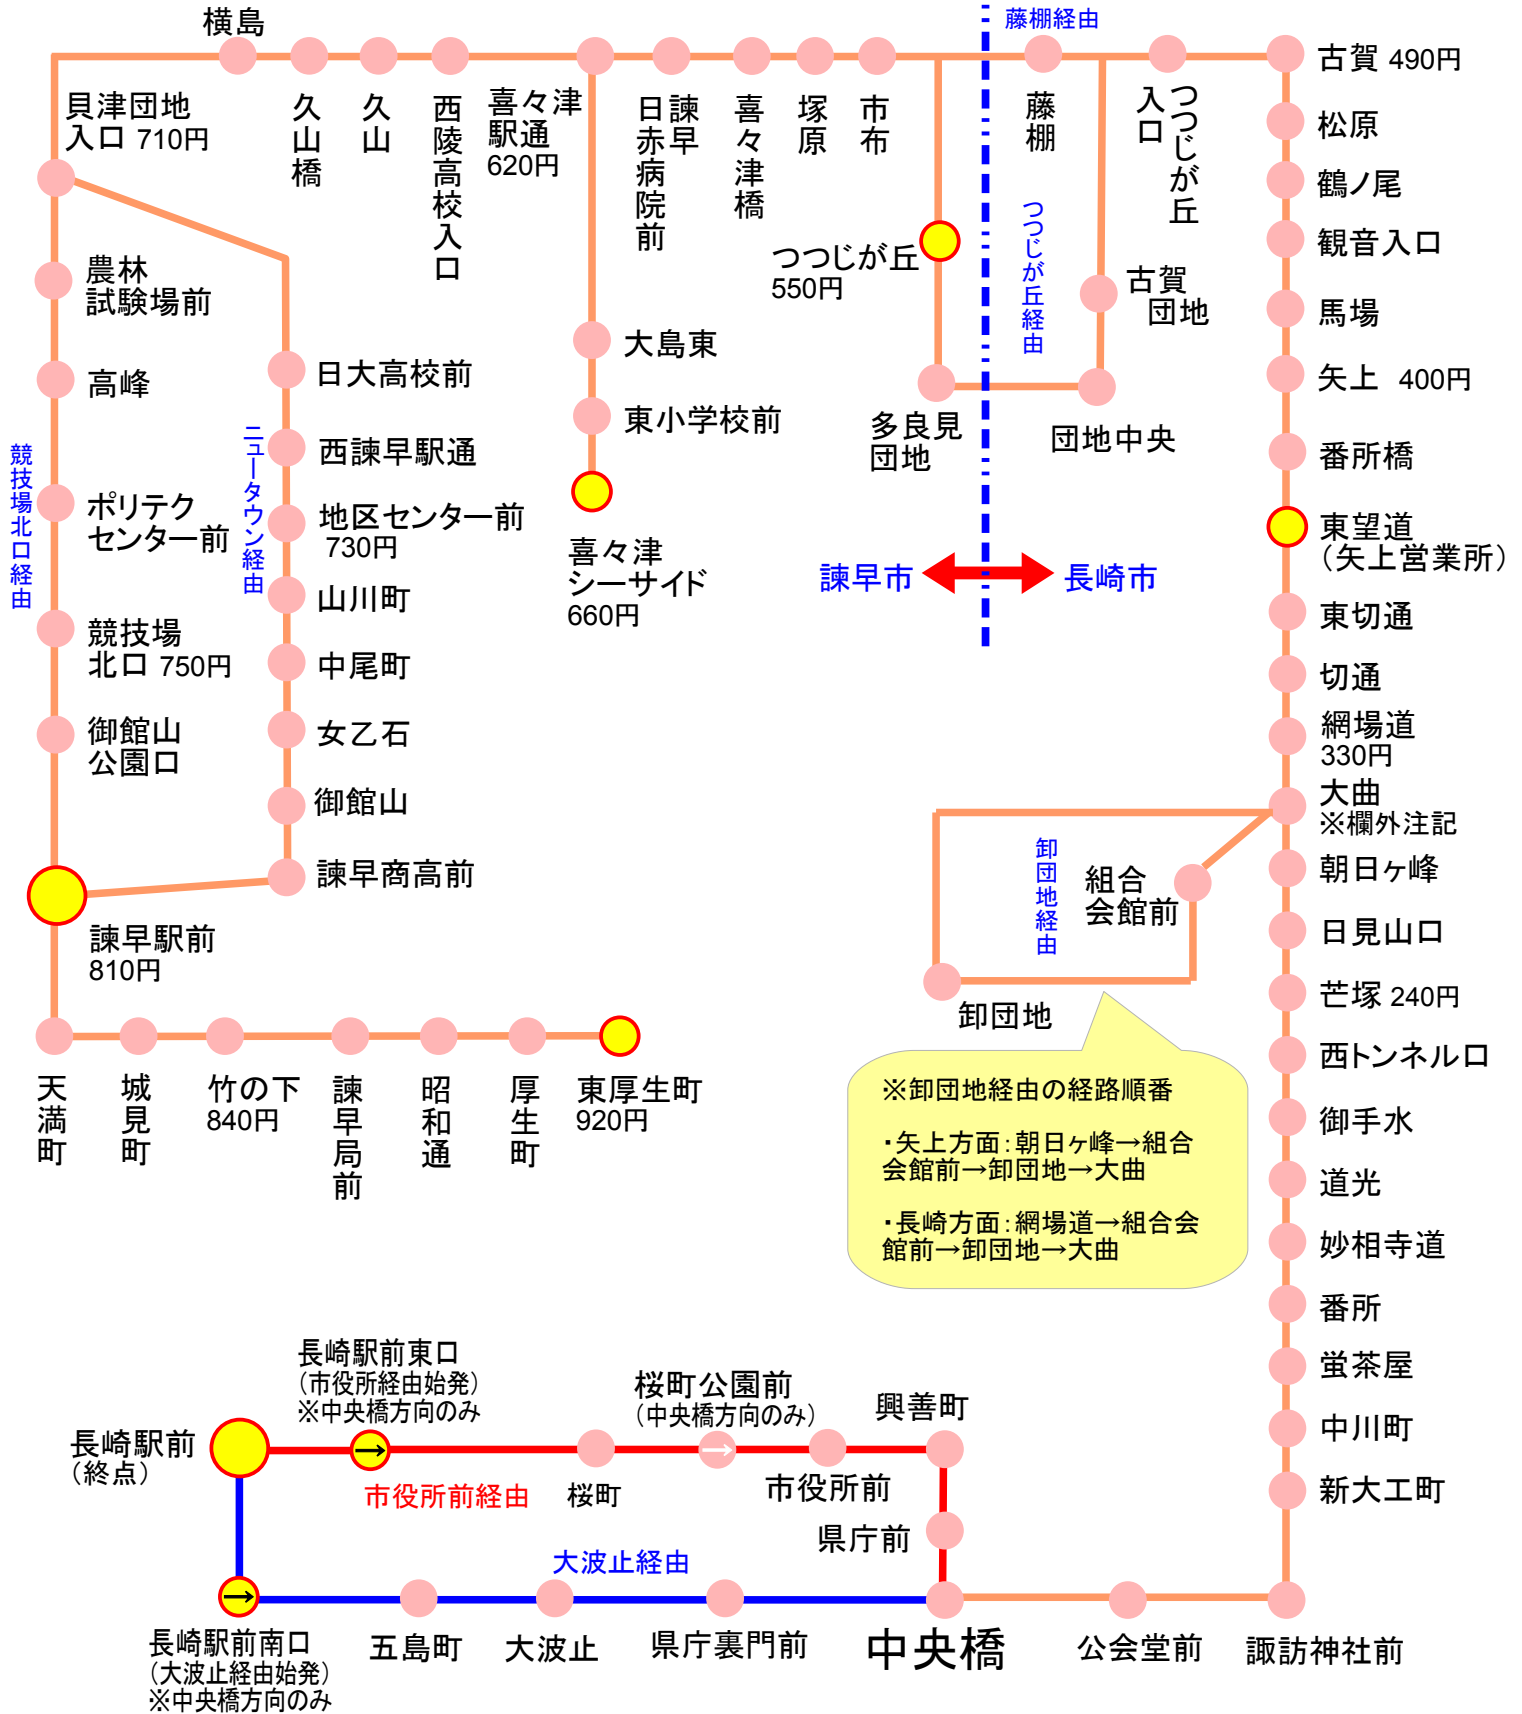 藤棚経由
横島
久山橋
久山
西陵高校入口
喜々津
駅通
620円
諫早
日赤病院前
喜々津橋
塚原
市布
藤棚
つつじが丘
入口
古賀 490円
貝津団地
入口 710円
松原
鶴ノ尾
観音入口
馬場
矢上 400円
番所橋
東望道
（矢上営業所）
東切通
切通
網場道
330円
大曲
※欄外注記
朝日ヶ峰
日見山口
芒塚 240円
西トンネル口
御手水
道光
妙相寺道
番所
蛍茶屋
中川町
新大工町
諏訪神社前
つつじが丘
550円
つつじが丘経由
古賀
団地
多良見
団地
団地中央
諫早市
長崎市
大島東
東小学校前
喜々津
シーサイド
660円
農林
試験場前
高峰
競技場北口経由
ポリテク
センター前
競技場
北口 750円
御館山
公園口
ニュータウン経由
日大高校前
西諫早駅通
地区センター前
730円
山川町
中尾町
女乙石
御館山
諫早商高前
諫早駅前
810円
天満町
城見町
竹の下
840円
諫早局前
昭和通
厚生町
東厚生町
920円
卸団地経由
組合
会館前
卸団地
※卸団地経由の経路順番
・矢上方面：朝日ヶ峰→組合
会館前→卸団地→大曲
・長崎方面：網場道→組合会
館前→卸団地→大曲
長崎駅前東口
（市役所経由始発）
※中央橋方向のみ
桜町公園前
（中央橋方向のみ）
興善町
長崎駅前
（終点）
市役所前経由
桜町
市役所前
県庁前
大波止経由
長崎駅前南口
（大波止経由始発）
※中央橋方向のみ
五島町
大波止
県庁裏門前
中央橋
公会堂前